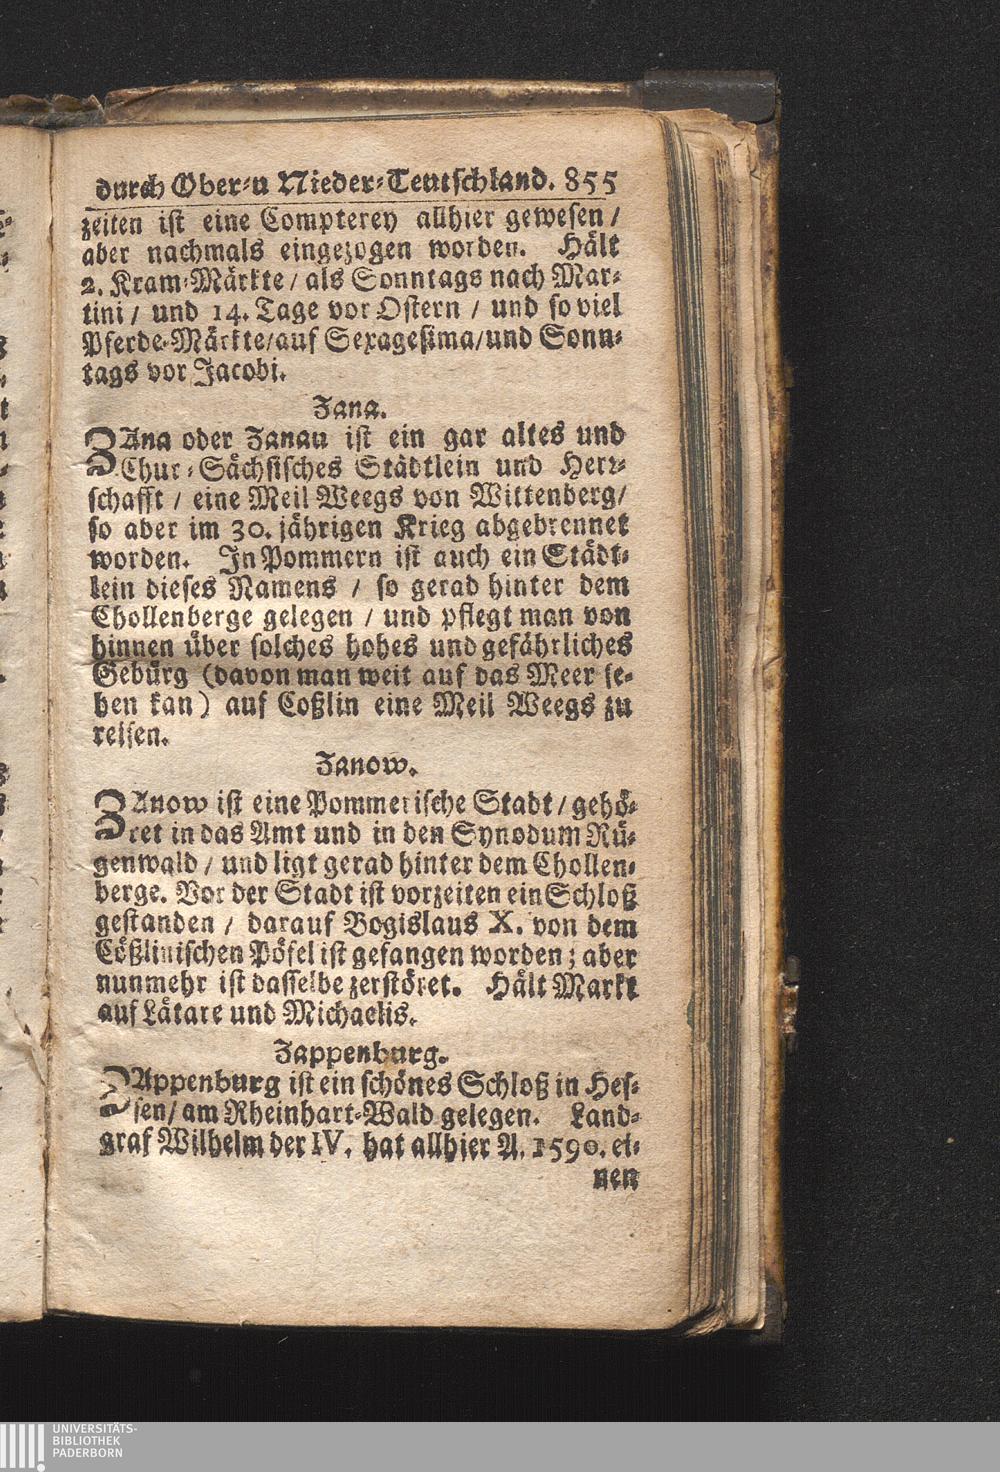 durch Ober-u Nieder-Teutschland. 855
zeiten ist eine Compterey allhier gewesen /
aber nachmals eingezogen worden. Hält
2. Kram-Märkte / als Sonntags nach Mar-
tini / und 14. Tage vor Ostern / und so viel
Pferde-Märkte / auf Sexagesima / und Sonn-
tags vor Jacobi.
Zana.
ZAna oder Zanau ist ein gar altes und
Chur-Sächsisches Städtlein und Herr-
schafft / eine Meil Weegs von Wittenberg /
so aber im 30. jährigen Krieg abgebrennet
worden. In Pommern ist auch ein Städt-
lein dieses Namens / so gerad hinter dem
Chollenberge gelegen / und pflegt man von
hinnen über solches hohes und gefährliches
Gebürg (davon man weit auf das Meer se-
hen kan) auf Coßlin eine Meil Weegs zu
reisen.
Zanow.
ZAnow ist eine Pommerische Stadt / gehö-
ret in das Amt und in den Synodum Rü-
genwald / und ligt gerad hinter dem Chollen-
berge. Vor der Stadt ist vorzeiten ein Schloß
gestanden / darauf Bogislaus X. von dem
Cößlinischen Pöfel ist gefangen worden; aber
nunmehr ist dasselbe zerstöret. Hält Markt
auf Lätare und Michaelis.
Zappenburg.
ZAppenburg ist ein schönes Schloß in Hes-
sen / am Rheinhart-Wald gelegen. Land-
graf Wilhelm der IV. hat allhier A. 1590. ei-
nen
UNIVERSITÄTS-
BIBLIOTHEK
PADERBORN